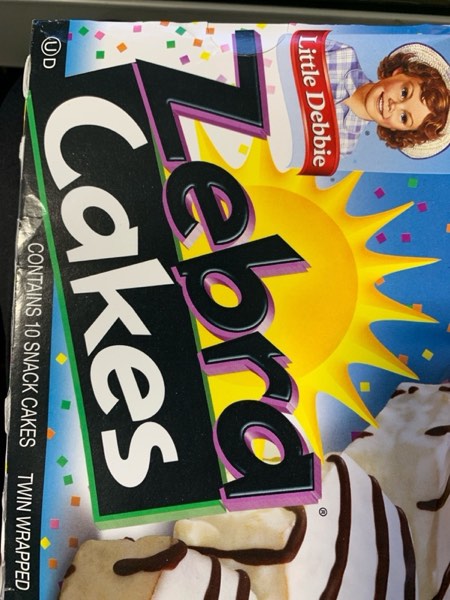 Little Debbie
Zebra
Cakes
®
U D
CONTAINS 10 SNACK CAKES TWIN WRAPPED